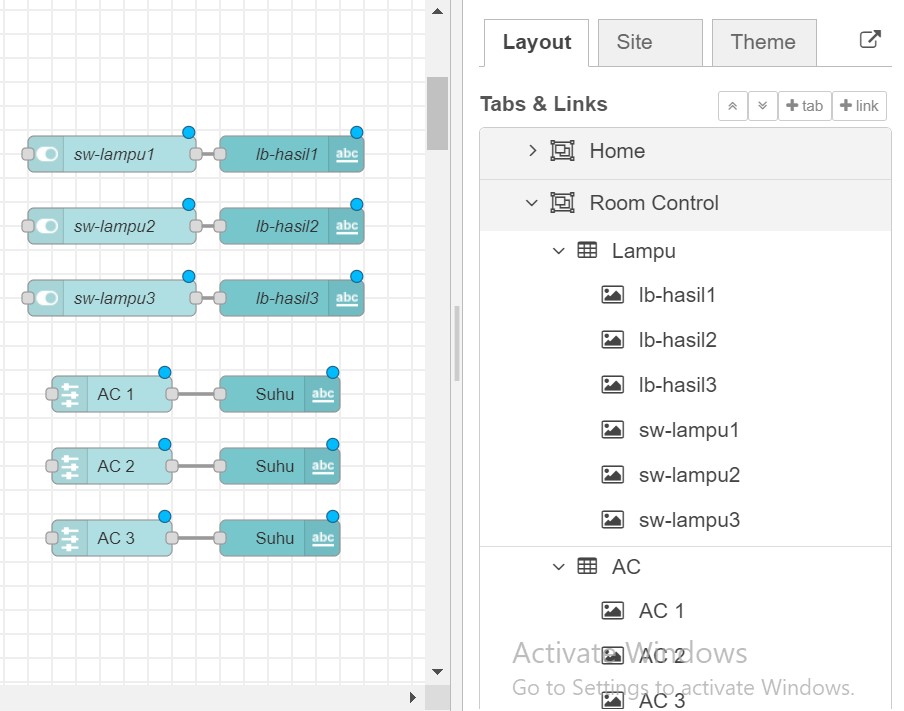 Layout
Site
Theme
Tabs & Links
tab
link
Home
Room Control
Lampu
lb-hasil1
lb-hasil2
lb-hasil3
sw-lampu1
sw-lampu2
sw-lampu3
AC
AC 1
AC 2
AC 3
sw-lampu1 lb-hasil1 abc
sw-lampu2 lb-hasil2 abc
sw-lampu3 lb-hasil3 abc
AC 1 Suhu abc
AC 2 Suhu abc
AC 3 Suhu abc
Activate Windows
Go to Settings to activate Windows.